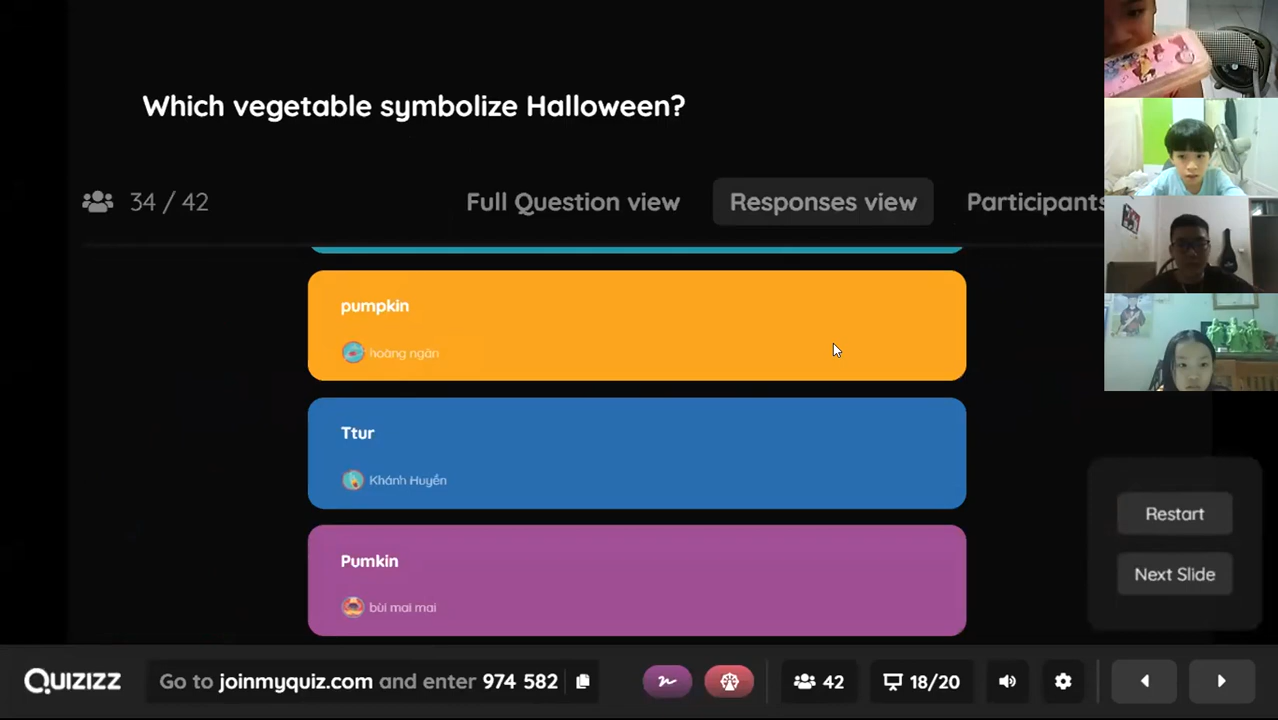 Which vegetable symbolize Halloween?
34 / 42
Full Question view
Responses view
Participants
pumpkin
hoàng ngân
Ttur
Khánh Huyền
Pumkin
bùi mai mai
Restart
Next Slide
Quizizz
Go to joinmyquiz.com and enter 974 582
42
18/20